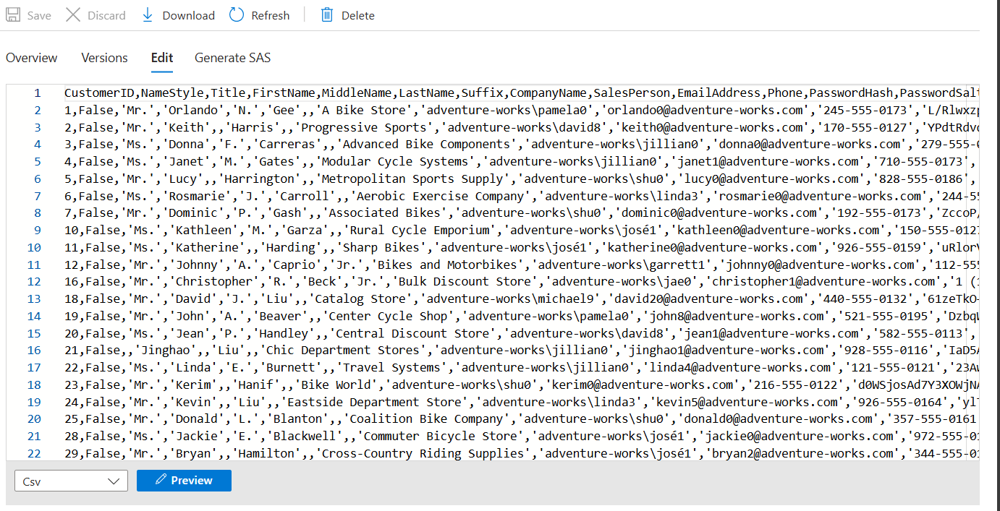 Save Discard Download Refresh Delete
Overview Versions Edit Generate SAS
1 CustomerID,NameStyle,Title,FirstName,MiddleName,LastName,Suffix,CompanyName,SalesPerson,EmailAddress,Phone,PasswordHash,PasswordSalt
2 1,False,'Mr.','Orlando','N.','Gee',,'A Bike Store','adventure-works\pamela0','orlando0@adventure-works.com','245-555-0173','L/Rlwxzp
3 2,False,'Mr.','Keith',,'Harris',,'Progressive Sports','adventure-works\david8','keith0@adventure-works.com','170-555-0127','YPdtRdvq
4 3,False,'Ms.','Donna','F.','Carreras',,'Advanced Bike Components','adventure-works\jillian0','donna0@adventure-works.com','279-555-0
5 4,False,'Ms.','Janet','M.','Gates',,'Modular Cycle Systems','adventure-works\jillian0','janet1@adventure-works.com','710-555-0173',
6 5,False,'Mr.','Lucy',,'Harrington',,'Metropolitan Sports Supply','adventure-works\shu0','lucy0@adventure-works.com','828-555-0186',
7 6,False,'Ms.','Rosmarie','J.','Carroll',,'Aerobic Exercise Company','adventure-works\linda3','rosmarie0@adventure-works.com','244-55
8 7,False,'Mr.','Dominic','P.','Gash',,'Associated Bikes','adventure-works\shu0','dominic0@adventure-works.com','192-555-0173','ZccoP/
9 10,False,'Ms.','Kathleen','M.','Garza',,'Rural Cycle Emporium','adventure-works\josé1','kathleen0@adventure-works.com','150-555-0127
10 11,False,'Ms.','Katherine',,'Harding',,'Sharp Bikes','adventure-works\josé1','katherine0@adventure-works.com','926-555-0159','uRlorV
11 12,False,'Mr.','Johnny','A.','Caprio','Jr.','Bikes and Motorbikes','adventure-works\garrett1','johnny0@adventure-works.com','112-555
12 16,False,'Mr.','Christopher','R.','Beck','Jr.','Bulk Discount Store','adventure-works\jae0','christopher1@adventure-works.com','1 (1
13 18,False,'Mr.','David','J.','Liu',,'Catalog Store','adventure-works\michael9','david20@adventure-works.com','440-555-0132','61zeTkO
14 19,False,'Mr.','John','A.','Beaver',,'Center Cycle Shop','adventure-works\pamela0','john8@adventure-works.com','521-555-0195','DzbqW
15 20,False,'Ms.','Jean','P.','Handley',,'Central Discount Store','adventure-works\david8','jean1@adventure-works.com','582-555-0113',
16 21,False,,'Jinghao',,'Liu',,'Chic Department Stores','adventure-works\jillian0','jinghao1@adventure-works.com','928-555-0116','IaD5A
17 22,False,'Ms.','Linda','E.','Burnett',,'Travel Systems','adventure-works\jillian0','linda4@adventure-works.com','121-555-0121','23Aw
18 23,False,'Mr.','Kerim',,'Hanif',,'Bike World','adventure-works\shu0','kerim0@adventure-works.com','216-555-0122','d0WSjosAd7Y3XOWjNA
19 24,False,'Mr.','Kevin',,'Liu',,'Eastside Department Store','adventure-works\linda3','kevin5@adventure-works.com','926-555-0164','ylT
20 25,False,'Mr.','Donald','L.','Blanton',,'Coalition Bike Company','adventure-works\shu0','donald0@adventure-works.com','357-555-0161
21 28,False,'Ms.','Jackie','E.','Blackwell',,'Commuter Bicycle Store','adventure-works\josé1','jackie0@adventure-works.com','972-555-01
22 29,False,'Mr.','Bryan',,'Hamilton',,'Cross-Country Riding Supplies','adventure-works\josé1','bryan2@adventure-works.com','344-555-01
Csv Preview